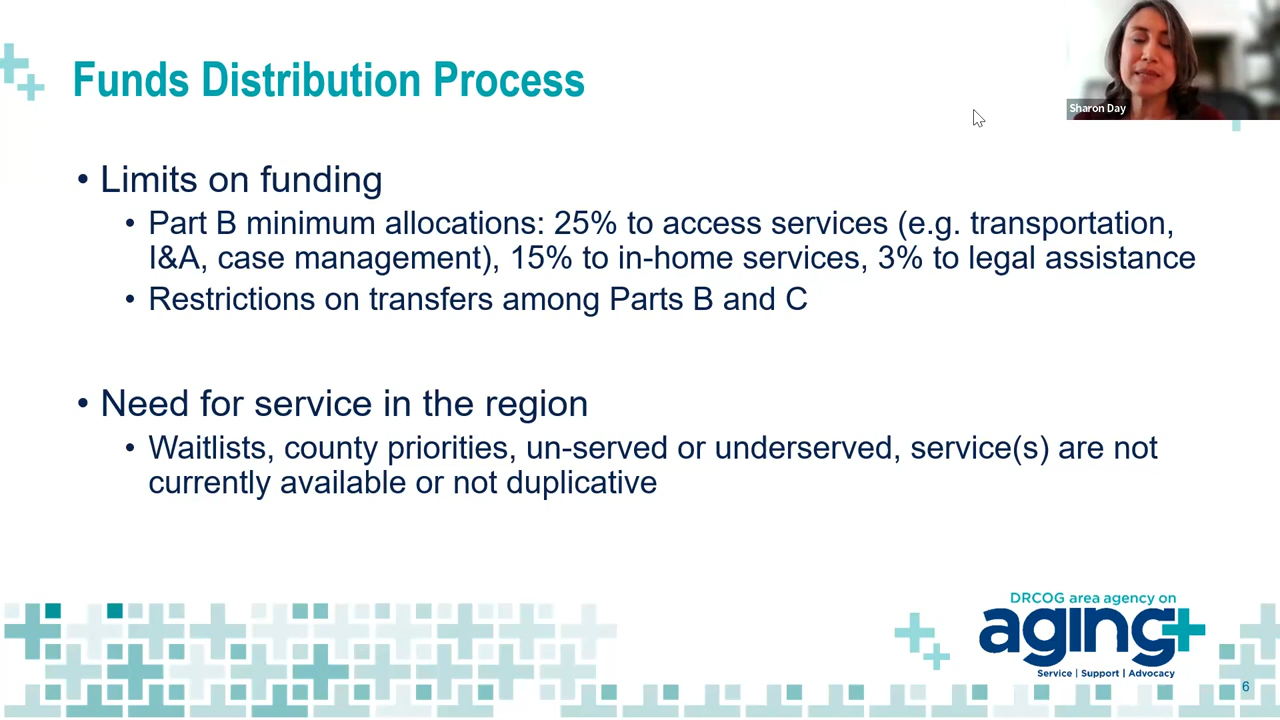 Funds Distribution Process
Sharon Day
• Limits on funding
• Part B minimum allocations: 25% to access services (e.g. transportation,
I&A, case management), 15% to in-home services, 3% to legal assistance
• Restrictions on transfers among Parts B and C
• Need for service in the region
• Waitlists, county priorities, un-served or underserved, service(s) are not
currently available or not duplicative
DRCOG area agency on
aging+
Service | Support | Advocacy
6